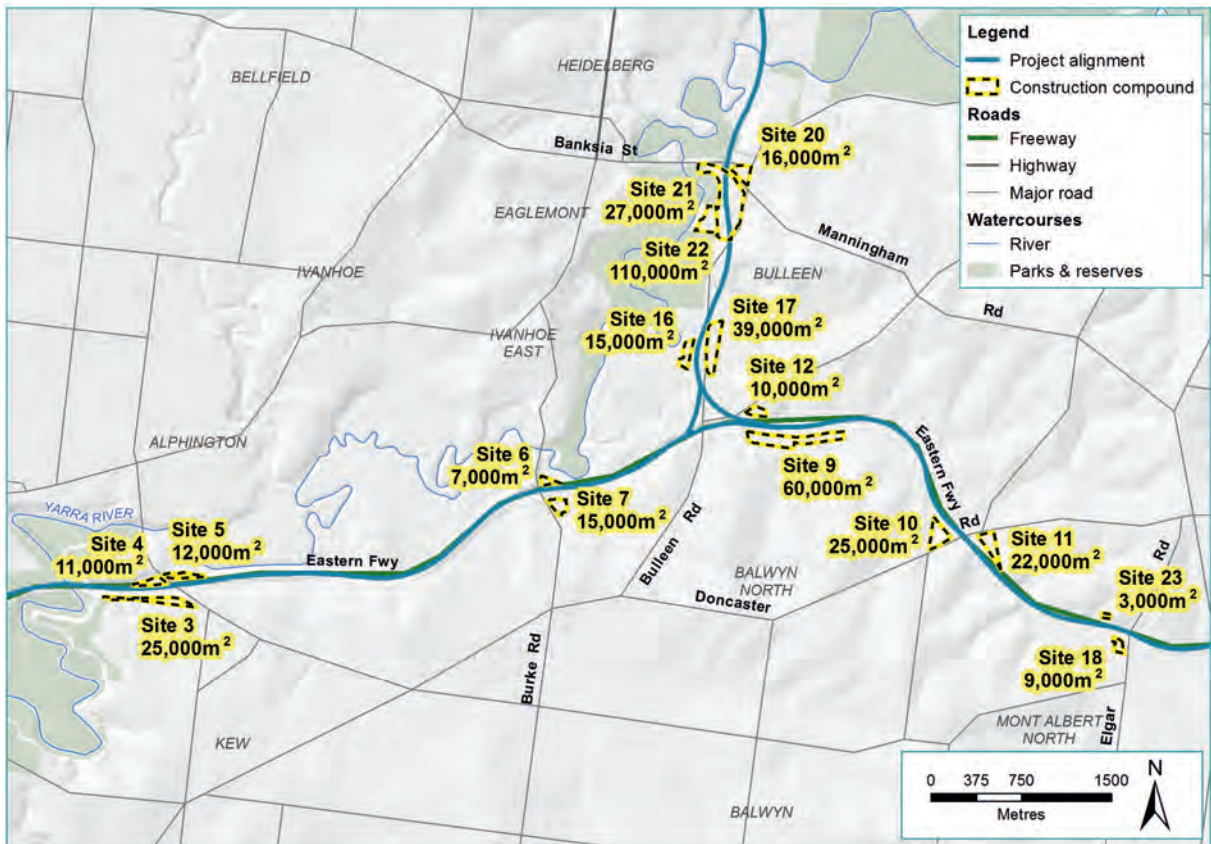 Legend
Project alignment
Construction compound
Roads
Freeway
Highway
Major road
Watercourses
River
Parks & reserves
BELLFIELD
HEIDELBERG
Banksia St
Site 20
16,000m²
Site 21
27,000m²
EAGLEMONT
Manningham
Rd
Site 22
110,000m²
BULLEEN
IVANHOE
Site 17
39,000m²
Site 16
15,000m²
IVANHOE
EAST
Site 12
10,000m²
ALPHINGTON
Site 6
7,000m²
Site 9
60,000m²
Eastern Fwy
Site 7
15,000m²
YARRA RIVER
Site 5
12,000m²
Site 4
11,000m²
Eastern Fwy
Bulleen Rd
Site 10
25,000m²
Rd
Site 11
22,000m²
Rd
BALWYN
NORTH
Doncaster
Site 23
3,000m²
Site 3
25,000m²
Burke Rd
Site 18
9,000m²
Elgar
MONT ALBERT
NORTH
KEW
BALWYN
0 375 750 1500
Metres
N